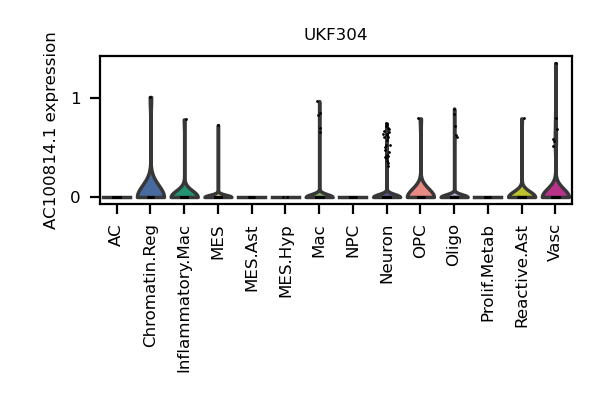 UKF304
AC100814.1 expression
1
0
AC
Chromatin.Reg
Inflammatory.Mac
MES
MES.Ast
MES.Hyp
Mac
NPC
Neuron
OPC
Oligo
Prolif.Metab
Reactive.Ast
Vasc